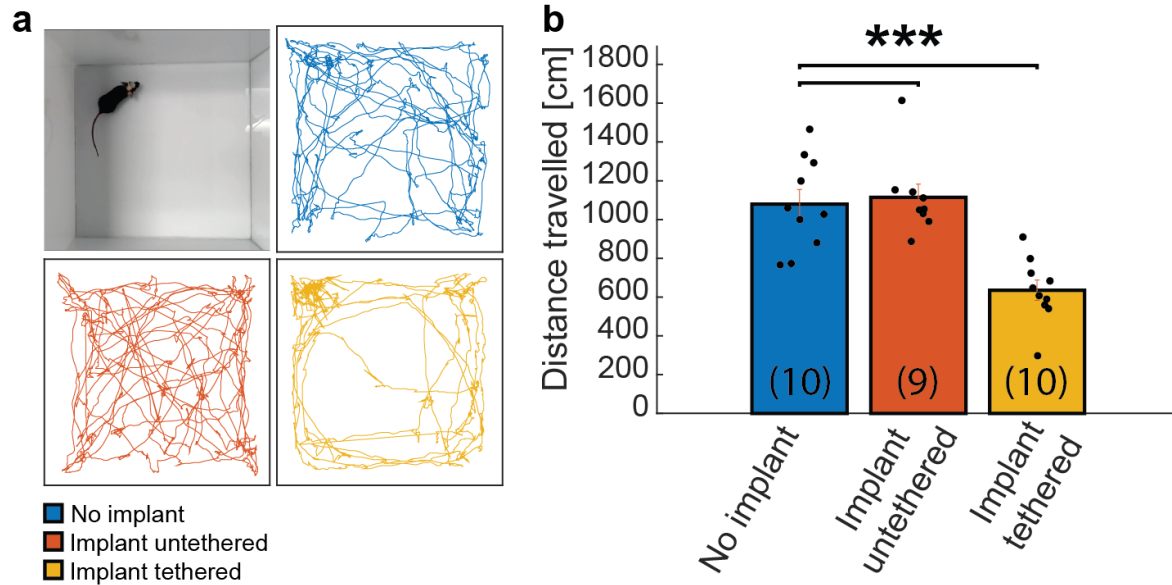 a
No implant
Implant untethered
Implant tethered
b
***
Distance travelled [cm]
1800
1600
1400
1200
1000
800
600
400
200
0
(10)
(9)
(10)
No implant
Implant
untethered
Implant
tethered